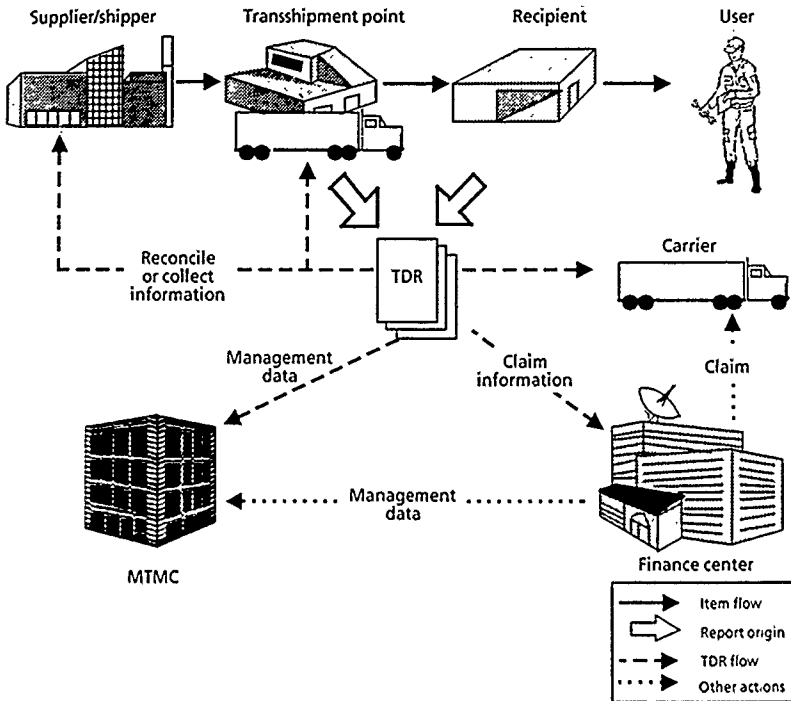 Supplier/shipper
Transshipment point
Recipient
User
Carrier
Reconcile
or collect
information
TDR
Management
data
Claim
information
Claim
Management
data
MTMC
Finance center
Item flow
Report origin
TDR flow
Other actions